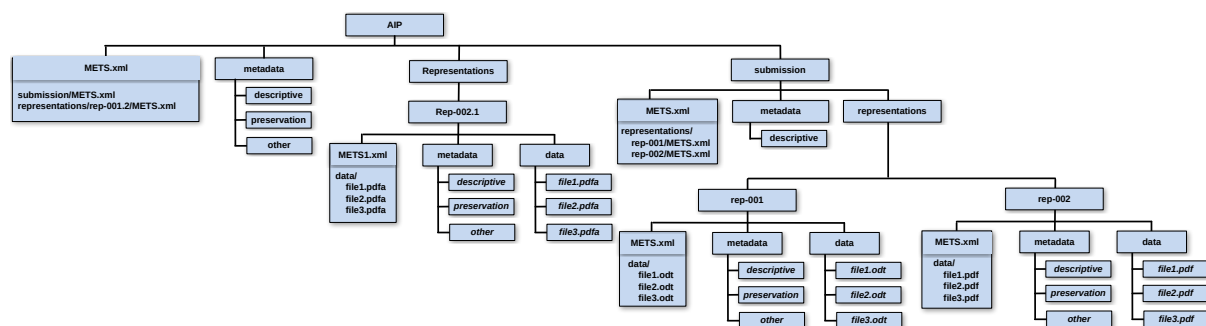 AIP
METS.xml
submission/METS.xml
representations/rep-001.2/METS.xml
metadata
descriptive
preservation
other
Representations
Rep-002.1
METS1.xml
data/
file1.pdfa
file2.pdfa
file3.pdfa
metadata
descriptive
preservation
other
data
file1.pdfa
file2.pdfa
file3.pdfa
submission
METS.xml
representations/
rep-001/METS.xml
rep-002/METS.xml
metadata
descriptive
representations
rep-001
METS.xml
data/
file1.odt
file2.odt
file3.odt
metadata
descriptive
preservation
other
data
file1.odt
file2.odt
file3.odt
rep-002
METS.xml
data/
file1.pdf
file2.pdf
file3.pdf
metadata
descriptive
preservation
other
data
file1.pdf
file2.pdf
file3.pdf